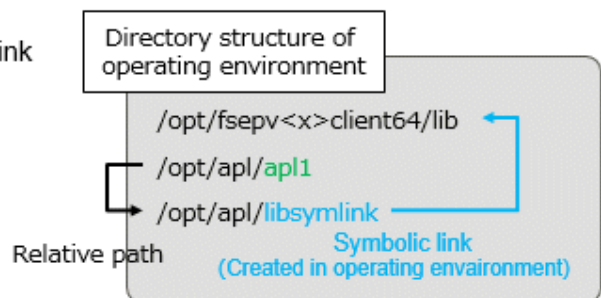 ink
Directory structure of
operating environment
/opt/fsepv<x>client64/lib
/opt/apl/apl1
/opt/apl/libsymlink
Relative path
Symbolic link
(Created in operating envaironment)